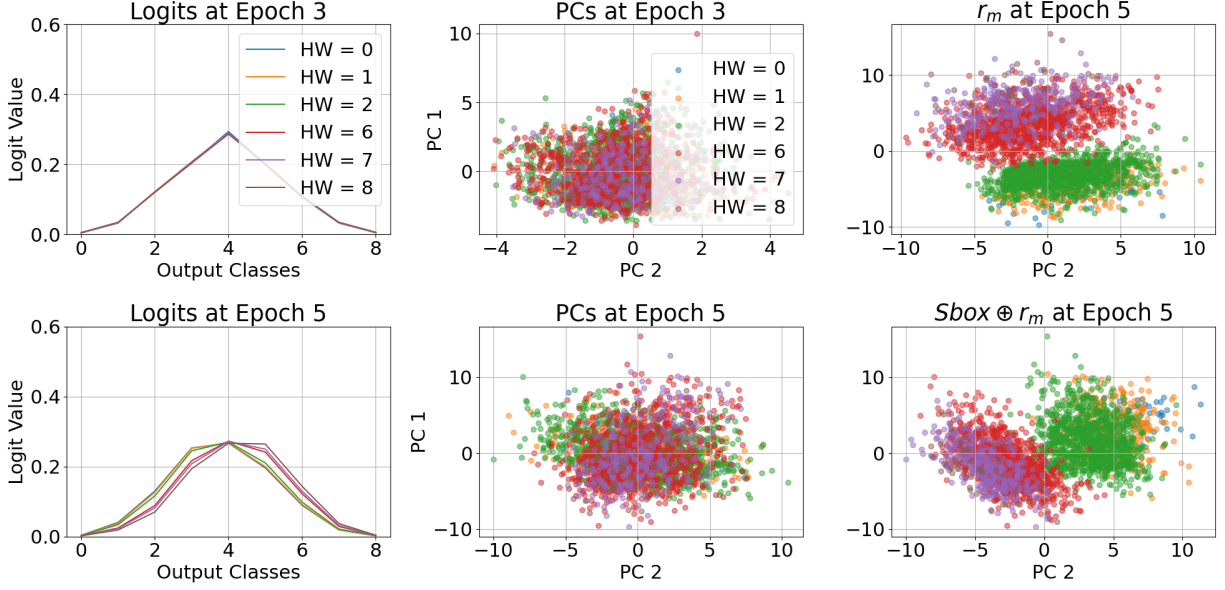 Logits at Epoch 3
0.6
0.4
0.2
0.0
Logit Value
HW = 0
HW = 1
HW = 2
HW = 6
HW = 7
HW = 8
0 2 4 6 8
Output Classes
PCs at Epoch 3
10
5
0
PC 1
HW = 0
HW = 1
HW = 2
HW = 6
HW = 7
HW = 8
−4 −2 0 2 4
PC 2
r_m at Epoch 5
10
0
−10
−10 −5 0 5 10
PC 2
Logits at Epoch 5
0.6
0.4
0.2
0.0
Logit Value
0 2 4 6 8
Output Classes
PCs at Epoch 5
10
0
−10
PC 1
−10 −5 0 5 10
PC 2
Sbox ⊕ r_m at Epoch 5
10
0
−10
−10 −5 0 5 10
PC 2